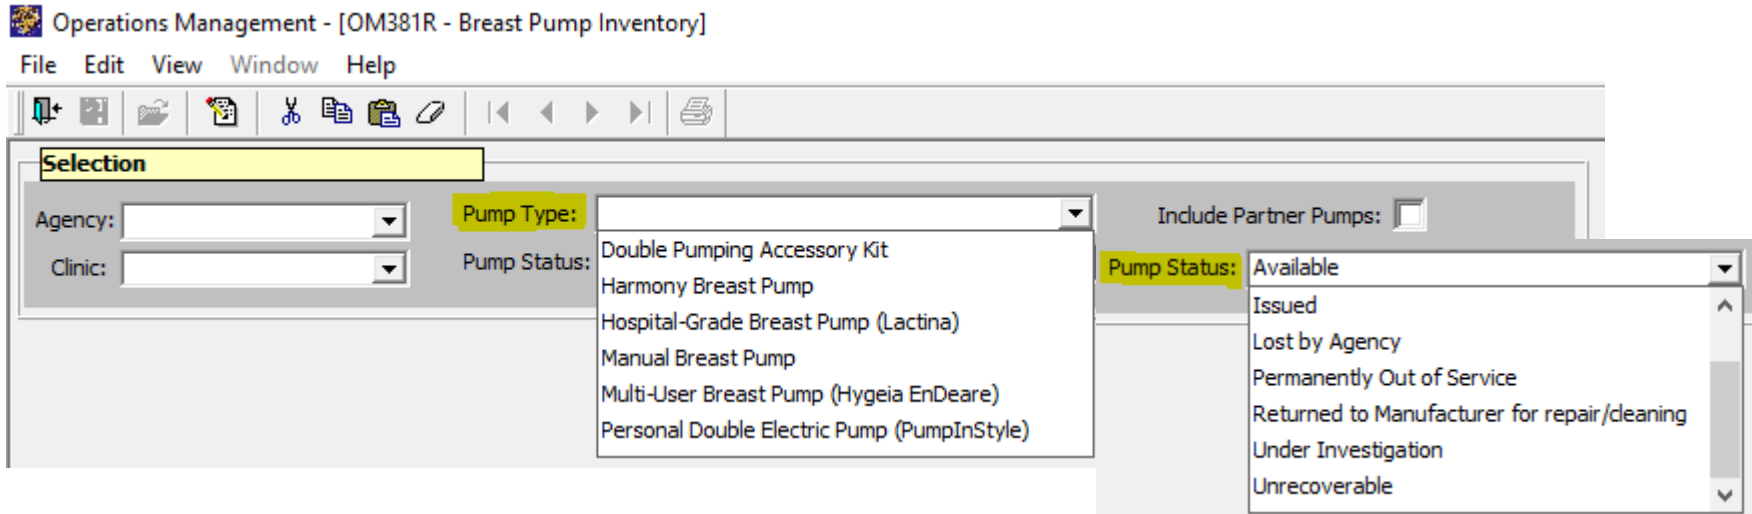 Operations Management - [OM381R - Breast Pump Inventory]
File Edit View Window Help
Selection
Agency:
Pump Type:
Include Partner Pumps:
Clinic:
Pump Status:
Double Pumping Accessory Kit
Harmony Breast Pump
Hospital-Grade Breast Pump (Lactina)
Manual Breast Pump
Multi-User Breast Pump (Hygeia EnDeare)
Personal Double Electric Pump (PumpInStyle)
Pump Status: Available
Issued
Lost by Agency
Permanently Out of Service
Returned to Manufacturer for repair/cleaning
Under Investigation
Unrecoverable